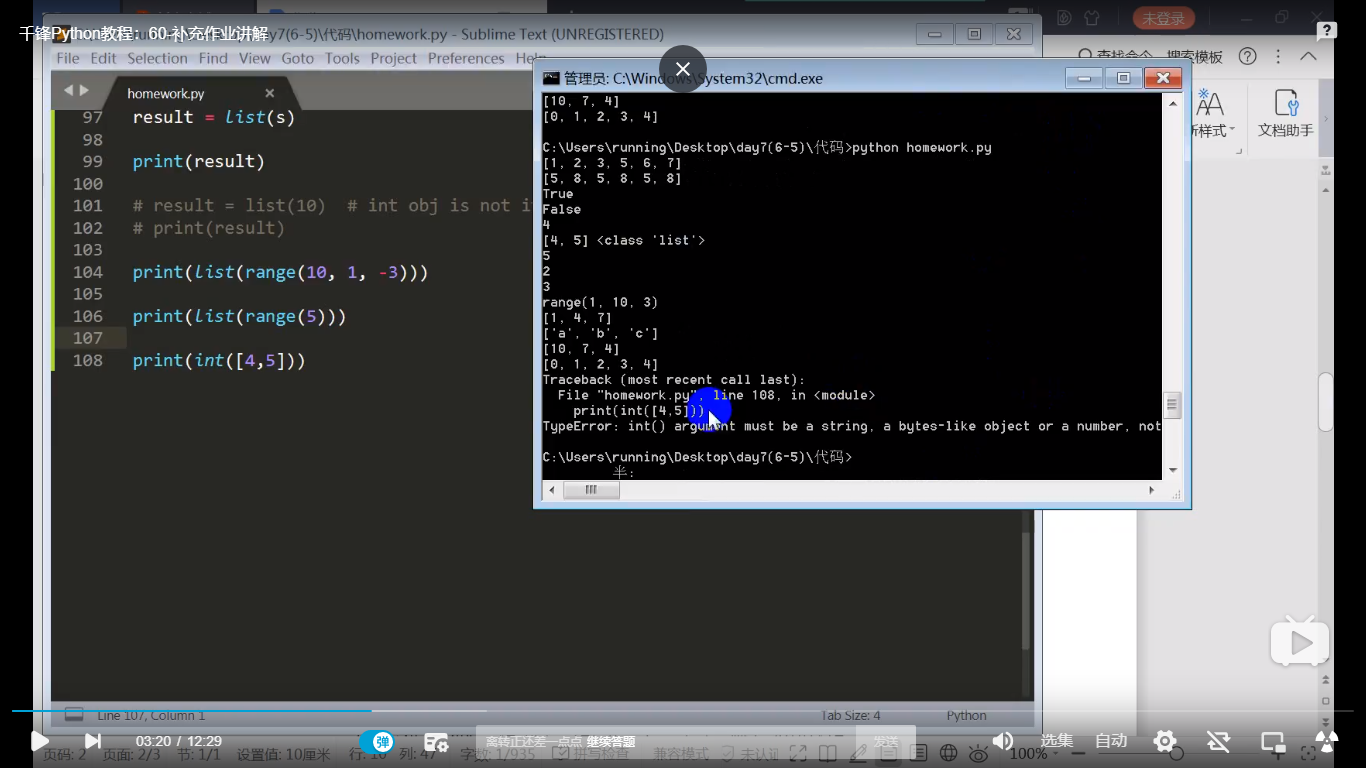 千锋Python教程：60-补充作业讲解
7(6-5)\代码\homework.py - Sublime Text (UNREGISTERED)
未登录
File Edit Selection Find View Goto Tools Project Preferences
查找命令
搜索模板
homework.py
97 result = list(s)
98
99 print(result)
100
101 # result = list(10)  # int obj is not
102 # print(result)
103
104 print(list(range(10, 1, -3)))
105
106 print(list(range(5)))
107
108 print(int([4,5]))
管理员: C:\Windows\System32\cmd.exe
[10, 7, 4]
[0, 1, 2, 3, 4]
C:\Users\running\Desktop\day7(6-5)\代码>python homework.py
[1, 2, 3, 5, 6, 7]
[5, 8, 5, 8, 5, 8]
True
False
4
[4, 5] <class 'list'>
5
2
3
range(1, 10, 3)
[1, 4, 7]
['a', 'b', 'c']
[10, 7, 4]
[0, 1, 2, 3, 4]
Traceback (most recent call last):
File "homework.py", line 108, in <module>
print(int([4,5]))
TypeError: int() argument must be a string, a bytes-like object or a number, not
C:\Users\running\Desktop\day7(6-5)\代码>
半:
样式
文档助手
Line 107, Column 1
Tab Size: 4
Python
03:20 / 12:29
弹
离转正还差一点点, 继续答题
发送
选集
自动
页码: 2 页面: 2/3 节: 1/1 设置值: 10厘米 行: 16 列: 47 字数: 1/935 拼写检查 兼容模式 未认证 100%